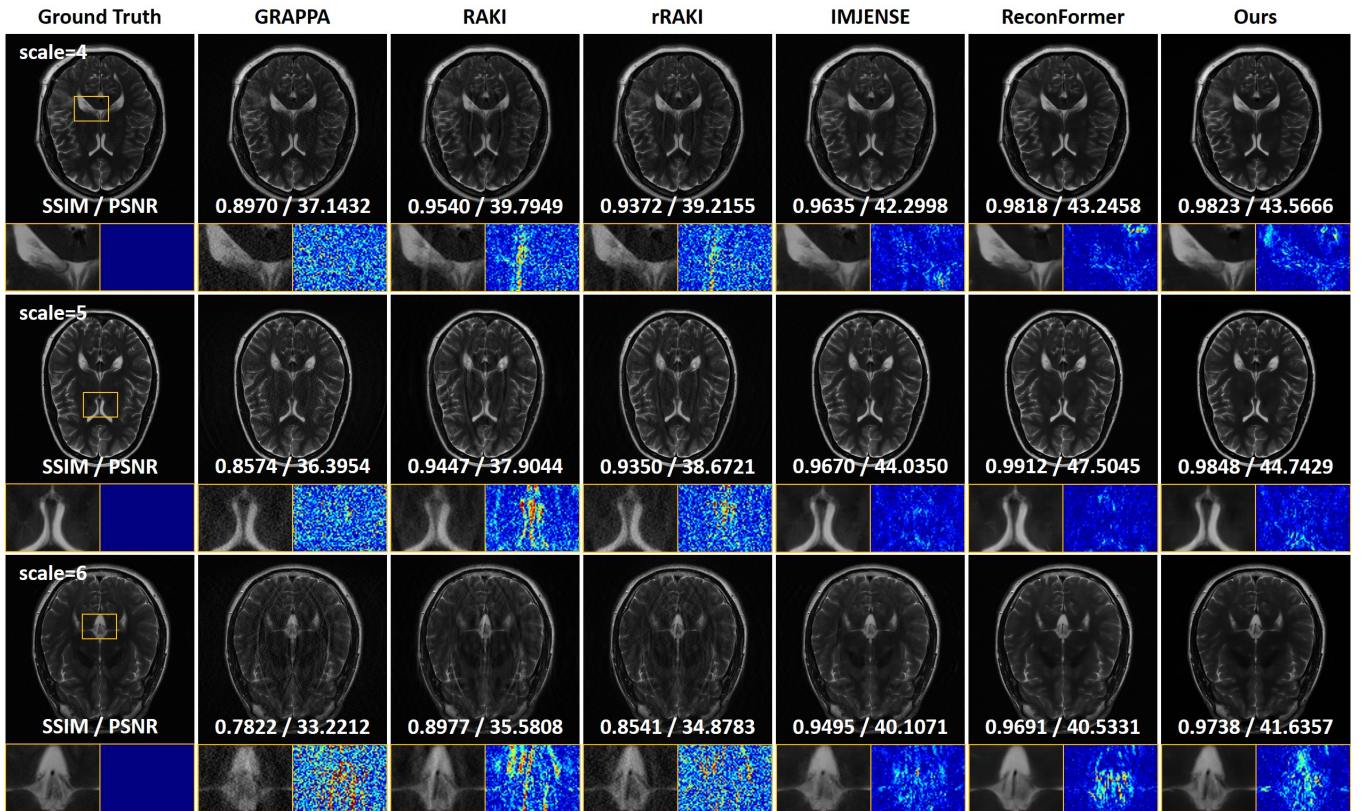 Ground Truth GRAPPA RAKI rRAKI IMJENSE ReconFormer Ours
scale=4
SSIM / PSNR 0.8970 / 37.1432 0.9540 / 39.7949 0.9372 / 39.2155 0.9635 / 42.2998 0.9818 / 43.2458 0.9823 / 43.5666
scale=5
SSIM / PSNR 0.8574 / 36.3954 0.9447 / 37.9044 0.9350 / 38.6721 0.9670 / 44.0350 0.9912 / 47.5045 0.9848 / 44.7429
scale=6
SSIM / PSNR 0.7822 / 33.2212 0.8977 / 35.5808 0.8541 / 34.8783 0.9495 / 40.1071 0.9691 / 40.5331 0.9738 / 41.6357